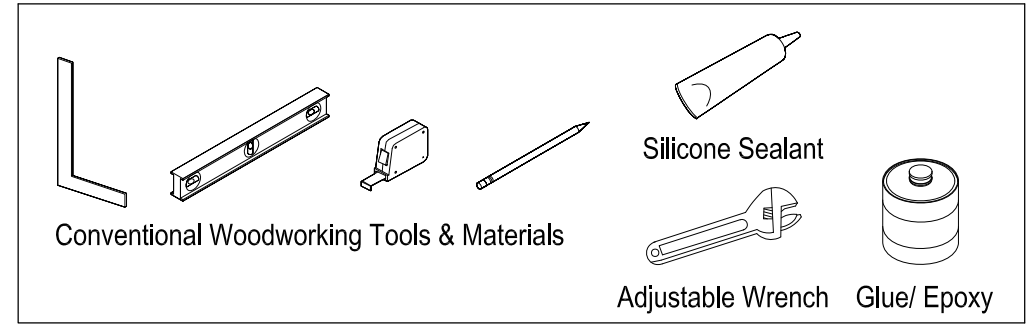 Silicone Sealant
Conventional Woodworking Tools & Materials
Adjustable Wrench
Glue/ Epoxy